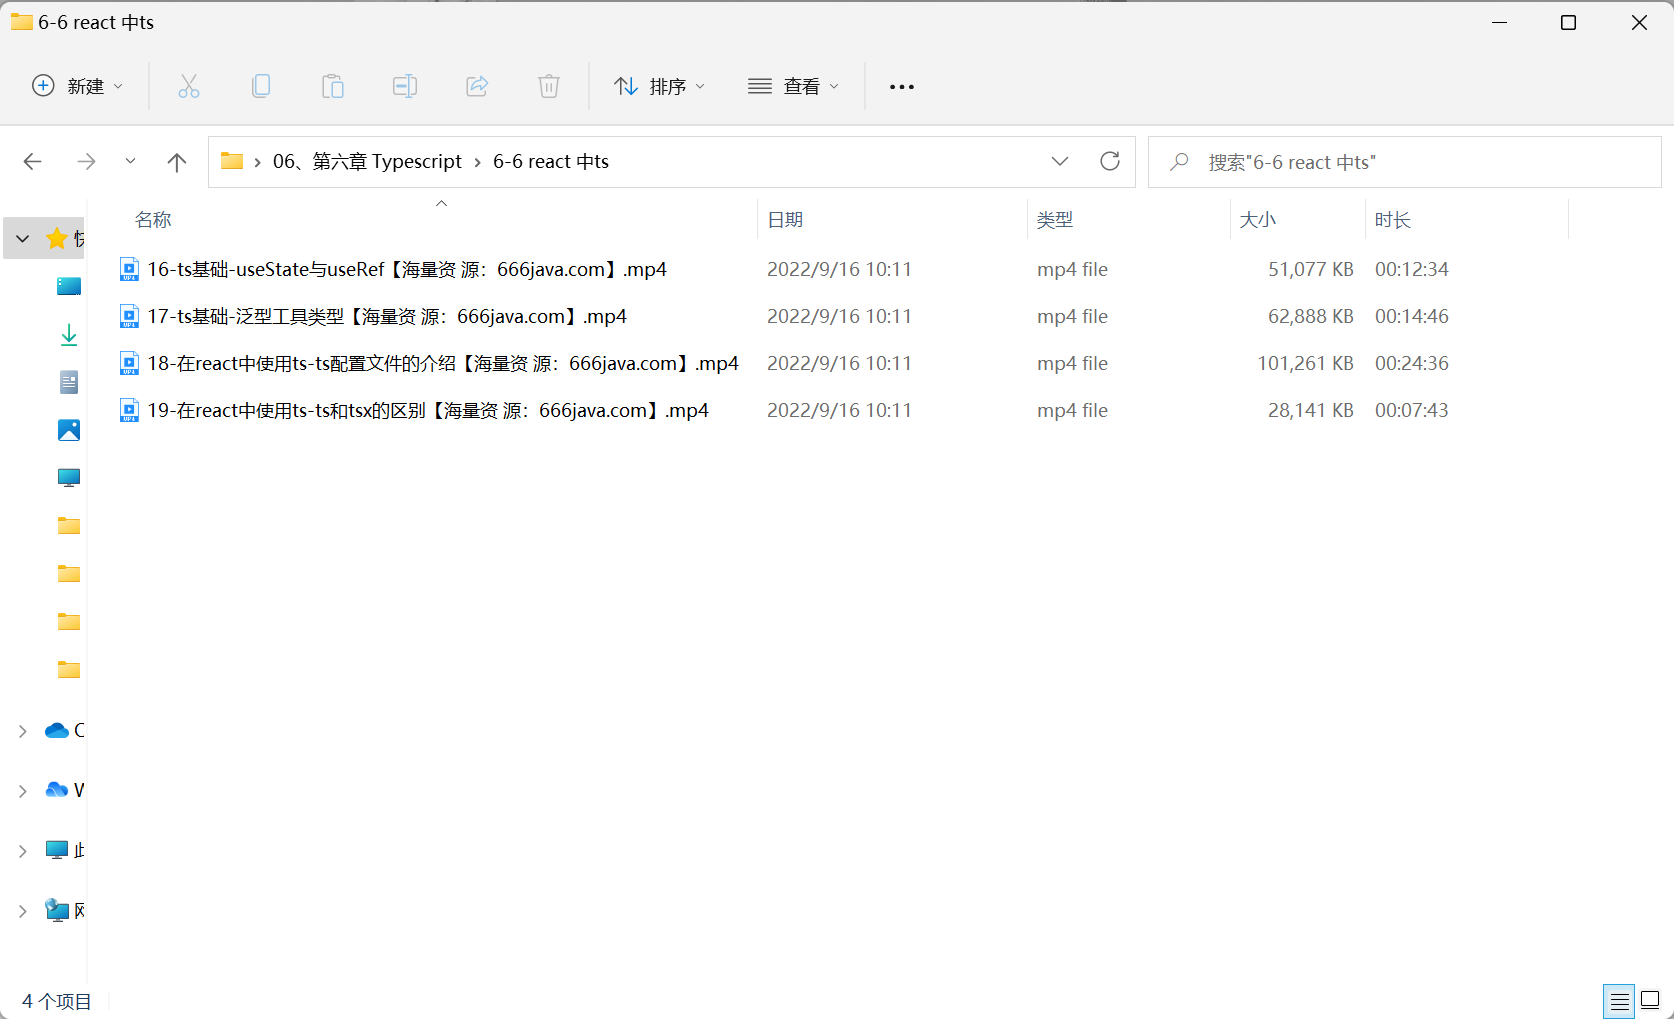 6-6 react 中ts
新建
排序
查看
06、第六章 Typescript
6-6 react 中ts
搜索"6-6 react 中ts"
名称 日期 类型 大小 时长
16-ts基础-useState与useRef【海量资 源：666java.com】.mp4 2022/9/16 10:11 mp4 file 51,077 KB 00:12:34
17-ts基础-泛型工具类型【海量资 源：666java.com】.mp4 2022/9/16 10:11 mp4 file 62,888 KB 00:14:46
18-在react中使用ts-ts配置文件的介绍【海量资 源：666java.com】.mp4 2022/9/16 10:11 mp4 file 101,261 KB 00:24:36
19-在react中使用ts-ts和tsx的区别【海量资 源：666java.com】.mp4 2022/9/16 10:11 mp4 file 28,141 KB 00:07:43
4 个项目